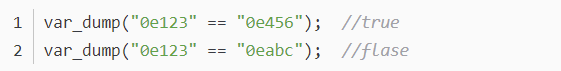 1 var_dump("0e123" == "0e456");  //true
2 var_dump("0e123" == "0eabc");  //flase